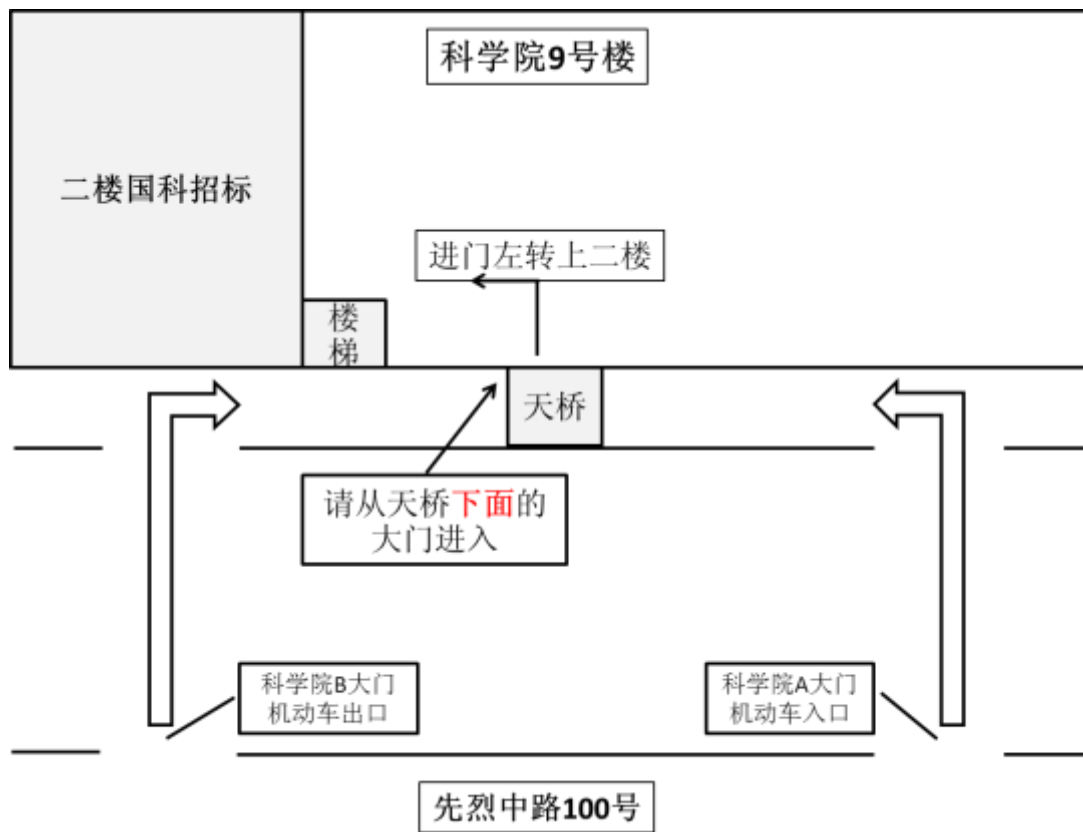 科学院9号楼
二楼国科招标
进门左转上二楼
楼
梯
天桥
请从天桥下面的
大门进入
科学院B大门
机动车出口
科学院A大门
机动车入口
先烈中路100号